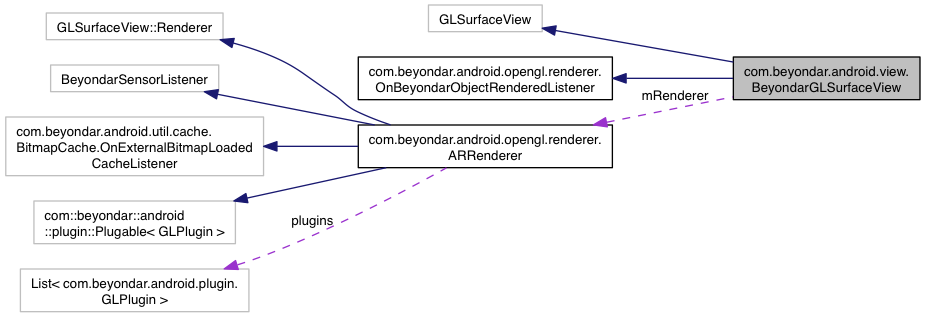 GLSurfaceView::Renderer
GLSurfaceView
BeyondarSensorListener
com.beyondar.android.opengl.renderer.
OnBeyondarObjectRenderedListener
com.beyondar.android.view.
BeyondarGLSurfaceView
mRenderer
com.beyondar.android.util.cache.
BitmapCache.OnExternalBitmapLoaded
CacheListener
com.beyondar.android.opengl.renderer.
ARRenderer
com::beyondar::android
::plugin::Plugable< GLPlugin >
plugins
List< com.beyondar.android.plugin.
GLPlugin >